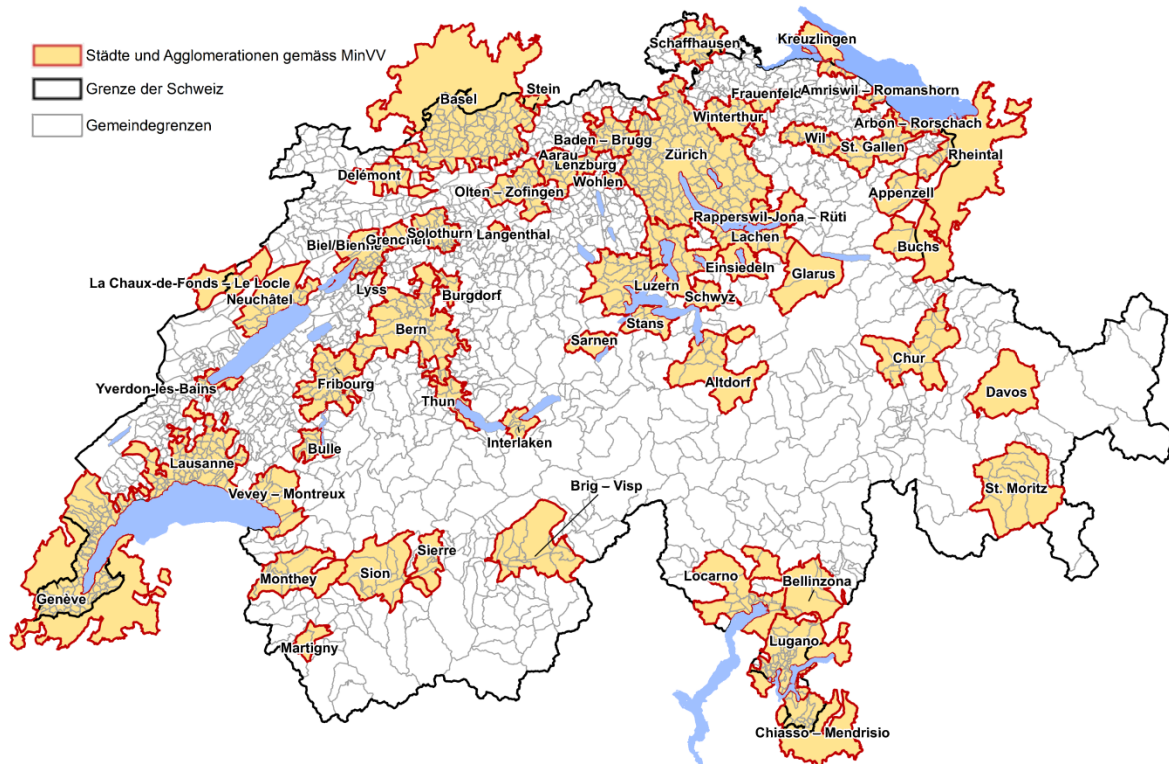 Städte und Agglomerationen gemäss MinVV
Grenze der Schweiz
Gemeindegrenzen
Schaffhausen
Kreuzlingen
Basel
Stein
Frauenfeld
Amriswil – Romanshorn
Winterthur
Arbon – Rorschach
Baden – Brugg
Wil
St. Gallen
Rheintal
Aarau
Zürich
Lenzburg
Delémont
Wohlen
Olten – Zofingen
Appenzell
Rapperswil-Jona – Rüti
Solothurn
Langenthal
Lachen
Grenchen
Biel/Bienne
Buchs
Einsiedeln
Glarus
La Chaux-de-Fonds – Le Locle
Lyss
Luzern
Neuchâtel
Burgdorf
Schwyz
Stans
Bern
Sarnen
Chur
Altdorf
Fribourg
Yverdon-les-Bains
Davos
Thun
Interlaken
Bulle
Lausanne
Vevey – Montreux
Brig – Visp
St. Moritz
Sierre
Sion
Monthey
Locarno
Bellinzona
Genève
Lugano
Martigny
Chiasso – Mendrisio